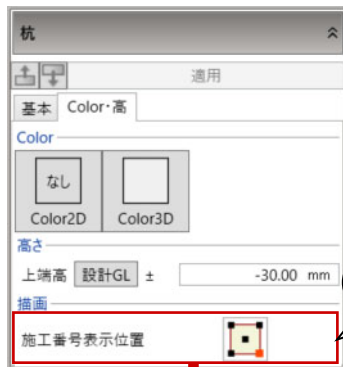 杭
適用
基本 Color・高
Color
なし
Color2D Color3D
高さ
上端高 設計GL ± -30.00 mm
描画
施工番号表示位置